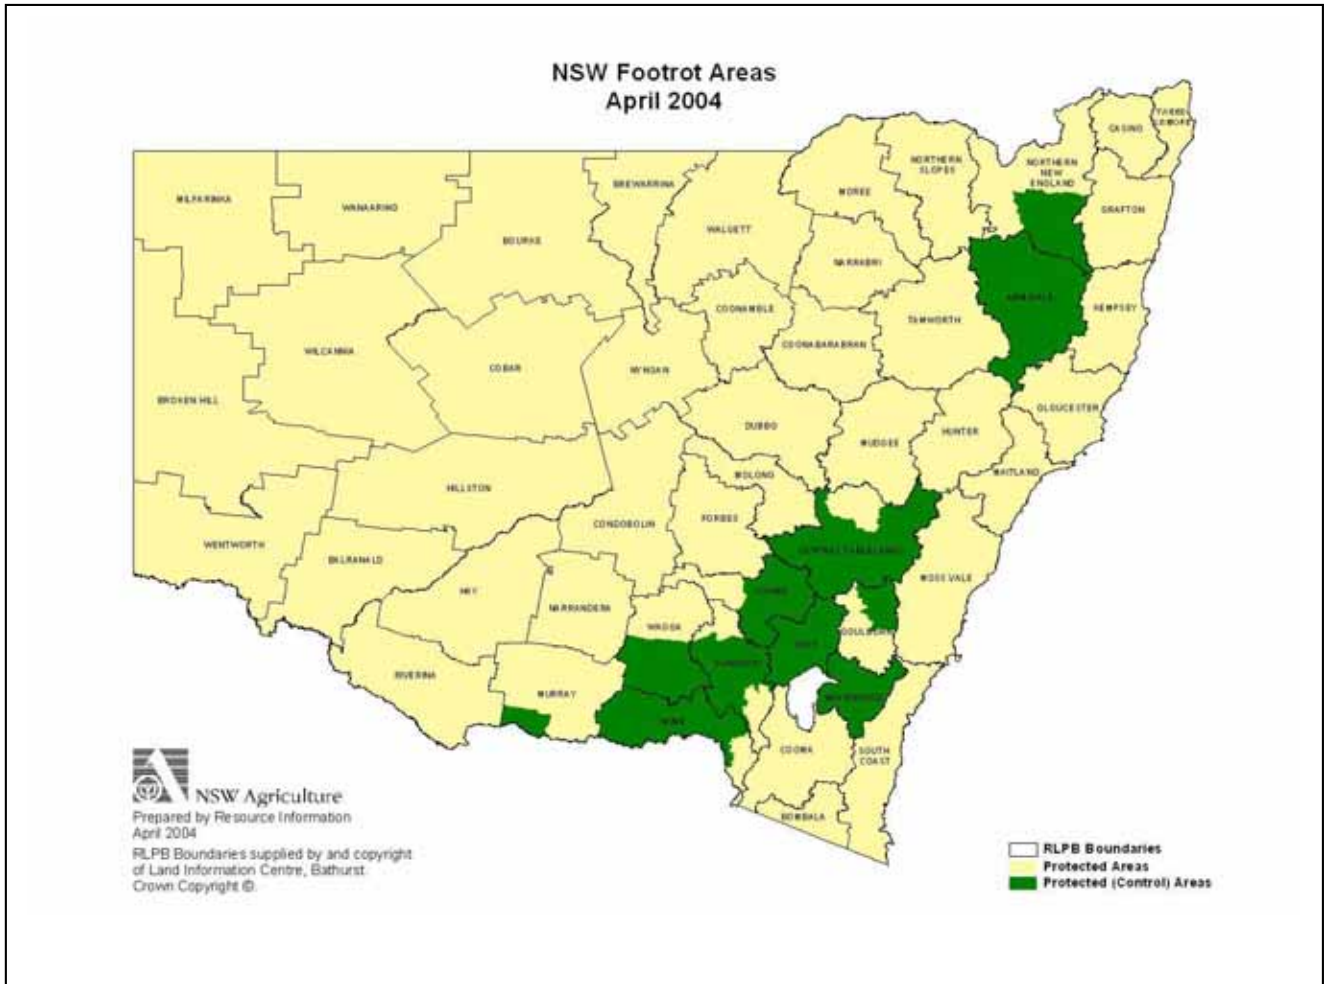 NSW Footrot Areas
April 2004
CASINO
NORTHERN
SLOPES
NORTHERN
NEW
ENGLAND
BREWARRINA
MOREE
MILPARINKA
WANAARING
GRAFTON
WALGETT
BOURKE
NARRABRI
ARMIDALE
COONAMBLE
KEMPSEY
TAMWORTH
COONABARABRAN
WILCANNIA
COBAR
NYNGAN
BROKEN HILL
GLOUCESTER
DUBBO
HUNTER
MUDGEE
MAITLAND
MOLONG
HILLSTON
FORBES
CONDOBOLIN
WENTWORTH
CENTRAL TABLELANDS
BALRANALD
MOSS VALE
HAY
YOUNG
NARRANDERA
WAGGA
GOULBURN
YASS
GUNDAGAI
RIVERINA
MURRAY
BRAIDWOOD
HUME
COOMA
SOUTH
COAST
BOMBALA
NSW Agriculture
Prepared by Resource Information
April 2004
RLPB Boundaries supplied by and copyright
of Land Information Centre, Bathurst
Crown Copyright ©.
RLPB Boundaries
Protected Areas
Protected (Control) Areas